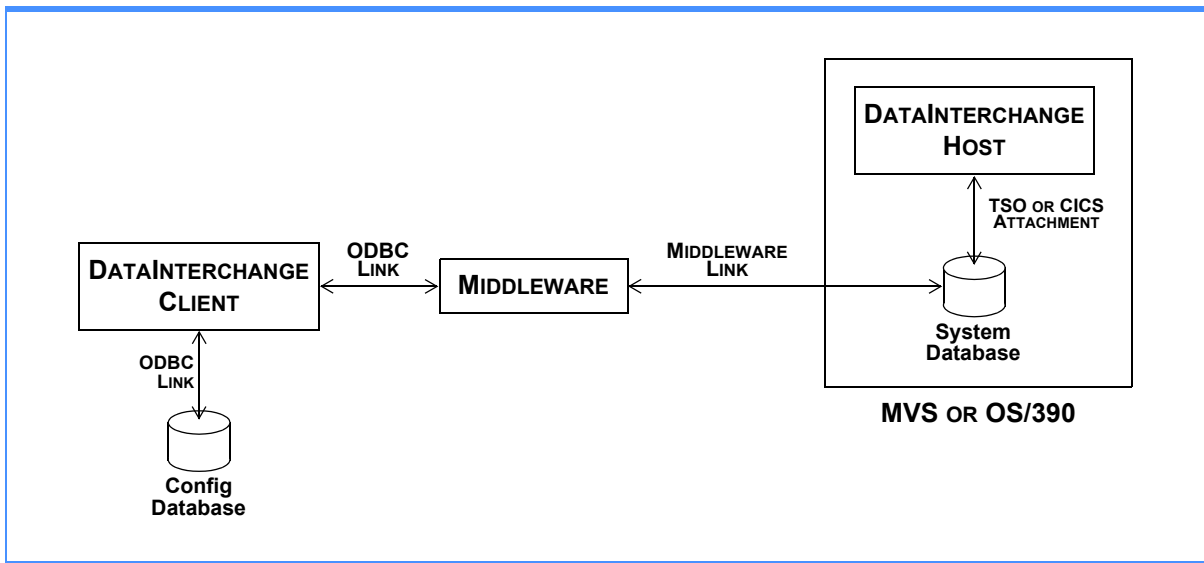 DATAINTERCHANGE
HOST
TSO OR CICS
ATTACHMENT
ODBC
LINK
MIDDLEWARE
LINK
DATAINTERCHANGE
CLIENT
MIDDLEWARE
System
Database
ODBC
LINK
MVS OR OS/390
Config
Database